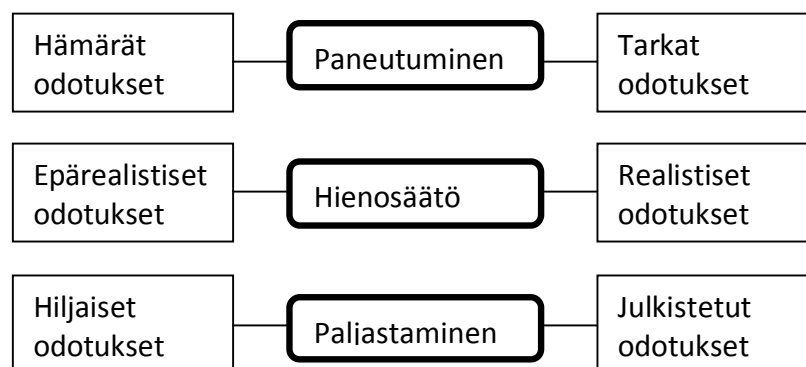 Hämärät
odotukset
Paneutuminen
Tarkat
odotukset
Epärealistiset
odotukset
Hienosäätö
Realistiset
odotukset
Hiljaiset
odotukset
Paljastaminen
Julkistetut
odotukset